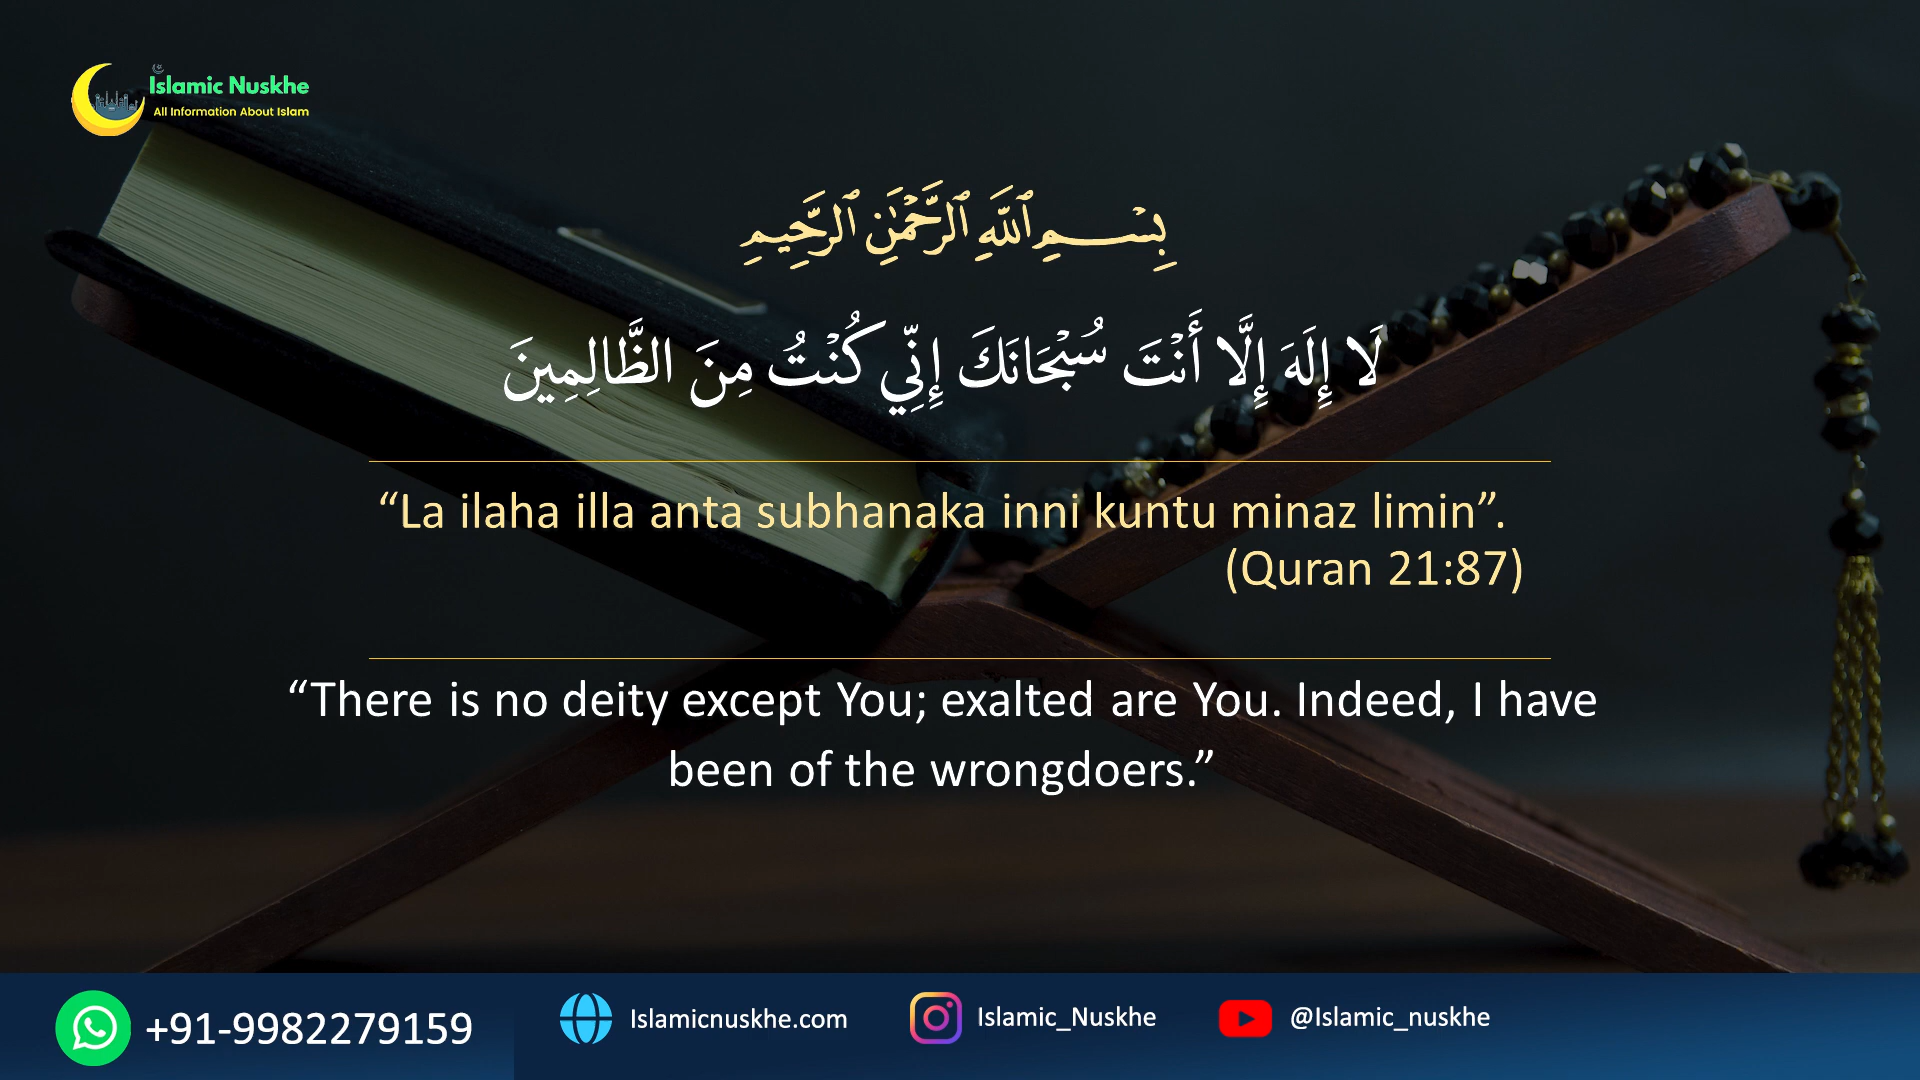 Islamic Nuskhe
All Information About Islam
بِسْمِ ٱللَّهِ ٱلرَّحْمَٰنِ ٱلرَّحِيمِ
لَا إِلَهَ إِلَّا أَنْتَ سُبْحَانَكَ إِنِّي كُنْتُ مِنَ الظَّالِمِينَ
“La ilaha illa anta subhanaka inni kuntu minaz limin”.
(Quran 21:87)
“There is no deity except You; exalted are You. Indeed, I have
been of the wrongdoers.”
+91-9982279159
Islamicnuskhe.com
Islamic_Nuskhe
@Islamic_nuskhe